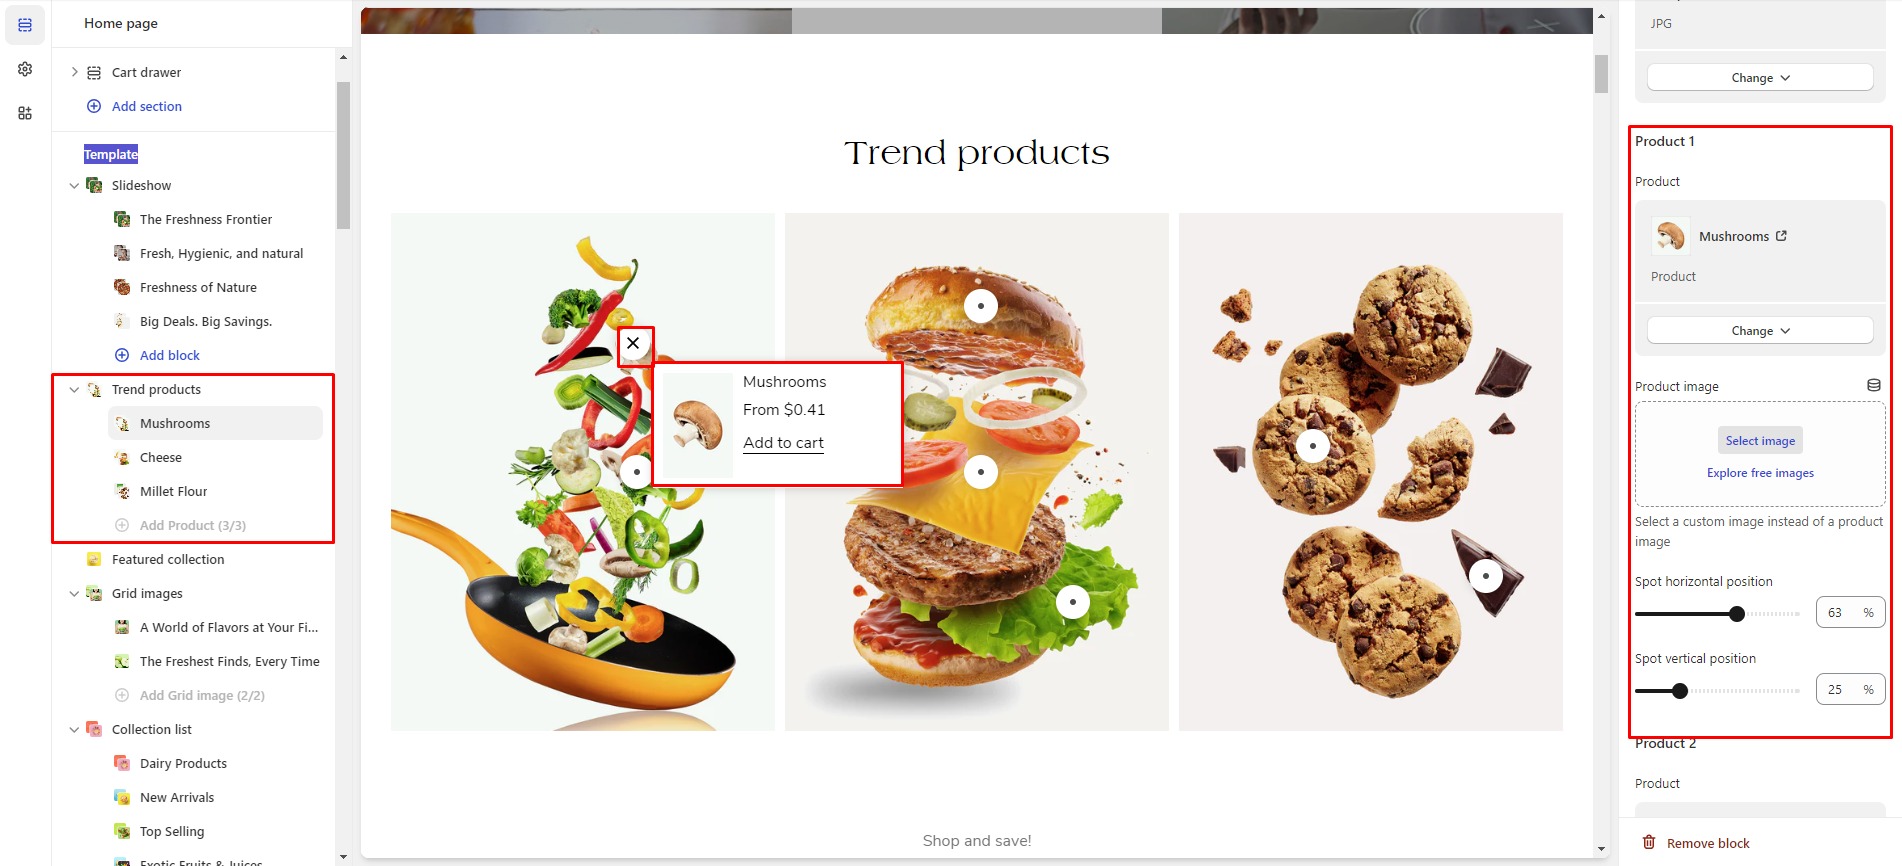 Home page
Cart drawer
Add section
Template
Slideshow
The Freshness Frontier
Fresh, Hygienic, and natural
Freshness of Nature
Big Deals. Big Savings.
Add block
Trend products
Mushrooms
Cheese
Millet Flour
Add Product (3/3)
Featured collection
Grid images
A World of Flavors at Your Fi...
The Freshest Finds, Every Time
Add Grid image (2/2)
Collection list
Dairy Products
New Arrivals
Top Selling
Exotic Fruits & Juices
Trend products
Mushrooms
From $0.41
Add to cart
Shop and save!
JPG
Change
Product 1
Product
Mushrooms
Product
Change
Product image
Select image
Explore free images
Select a custom image instead of a product
image
Spot horizontal position
63 %
Spot vertical position
25 %
Product 2
Product
Remove block